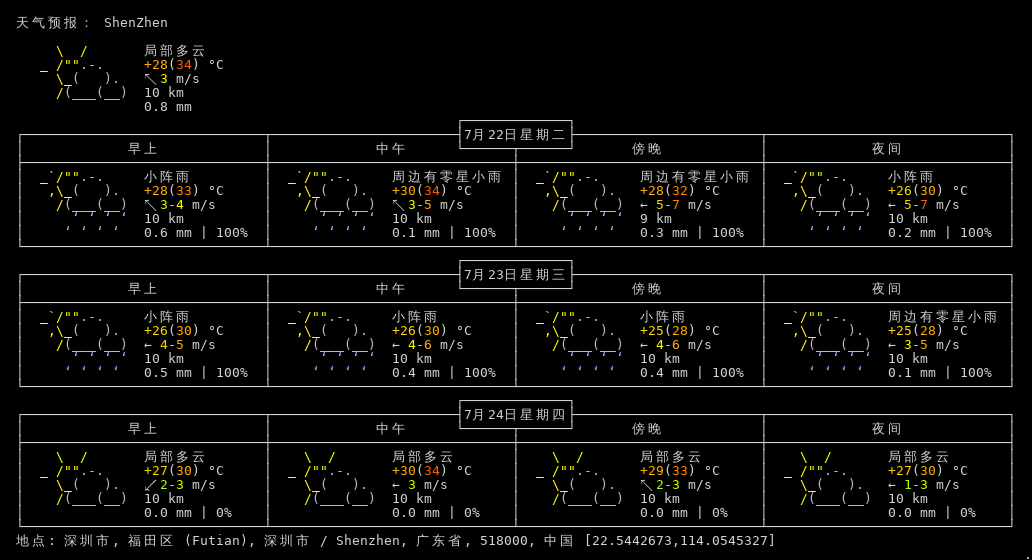 天气预报： ShenZhen
局部多云
+28(34) °C
↖3 m/s
10 km
0.8 mm
7月22日星期二
早上 中午 傍晚 夜间
小阵雨 周边有零星小雨 周边有零星小雨 小阵雨
+28(33) °C +30(34) °C +28(32) °C +26(30) °C
↖3-4 m/s ↖3-5 m/s ← 5-7 m/s ← 5-7 m/s
10 km 10 km 9 km 10 km
0.6 mm | 100% 0.1 mm | 100% 0.3 mm | 100% 0.2 mm | 100%
7月23日星期三
早上 中午 傍晚 夜间
小阵雨 小阵雨 小阵雨 周边有零星小雨
+26(30) °C +26(30) °C +25(28) °C +25(28) °C
← 4-5 m/s ← 4-6 m/s ← 4-6 m/s ← 3-5 m/s
10 km 10 km 10 km 10 km
0.5 mm | 100% 0.4 mm | 100% 0.4 mm | 100% 0.1 mm | 100%
7月24日星期四
早上 中午 傍晚 夜间
局部多云 局部多云 局部多云 局部多云
+27(30) °C +30(34) °C +29(33) °C +27(30) °C
↙2-3 m/s ← 3 m/s ↖2-3 m/s ← 1-3 m/s
10 km 10 km 10 km 10 km
0.0 mm | 0% 0.0 mm | 0% 0.0 mm | 0% 0.0 mm | 0%
地点: 深圳市, 福田区 (Futian), 深圳市 / Shenzhen, 广东省, 518000, 中国 [22.5442673,114.0545327]